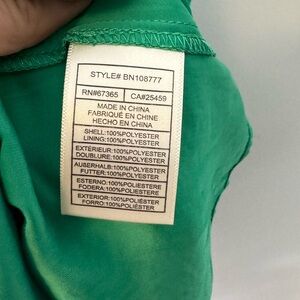 STYLE# BN108777
RN#67365 CA#25459
MADE IN CHINA
FABRIQUÉ EN CHINE
HECHO EN CHINA
SHELL:100%POLYESTER
LINING:100%POLYESTER
EXTÉRIEUR:100%POLYESTER
DOUBLURE:100%POLYESTER
AUßERHALB:100%POLYESTER
FUTTER:100%POLYESTER
ESTERNO:100%POLIESTERE
FODERA:100%POLIESTERE
EXTERIOR:100%POLIÉSTER
FORRO:100%POLIÉSTER